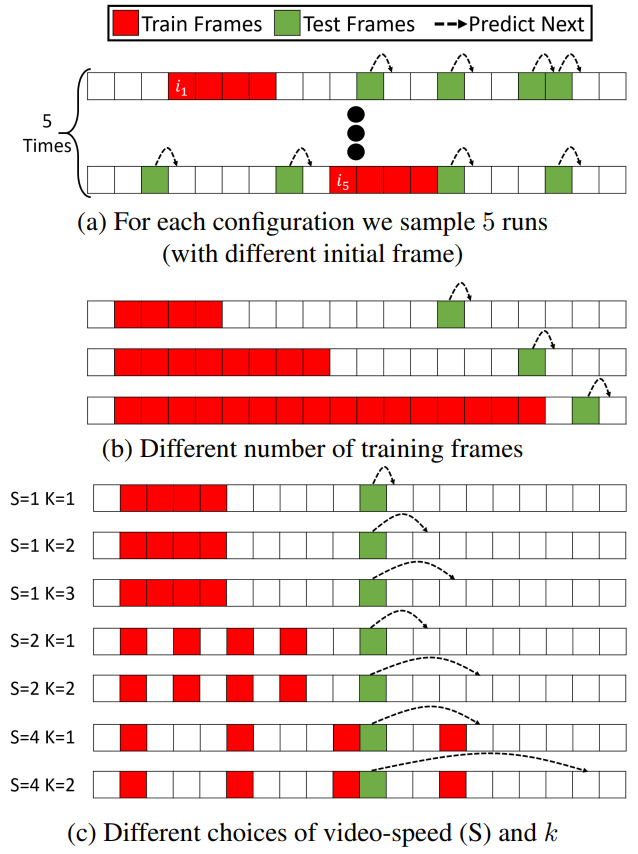 Train Frames Test Frames Predict Next
i₁
5
Times
i₅
(a) For each configuration we sample 5 runs
(with different initial frame)
(b) Different number of training frames
S=1 K=1
S=1 K=2
S=1 K=3
S=2 K=1
S=2 K=2
S=4 K=1
S=4 K=2
(c) Different choices of video-speed (S) and k